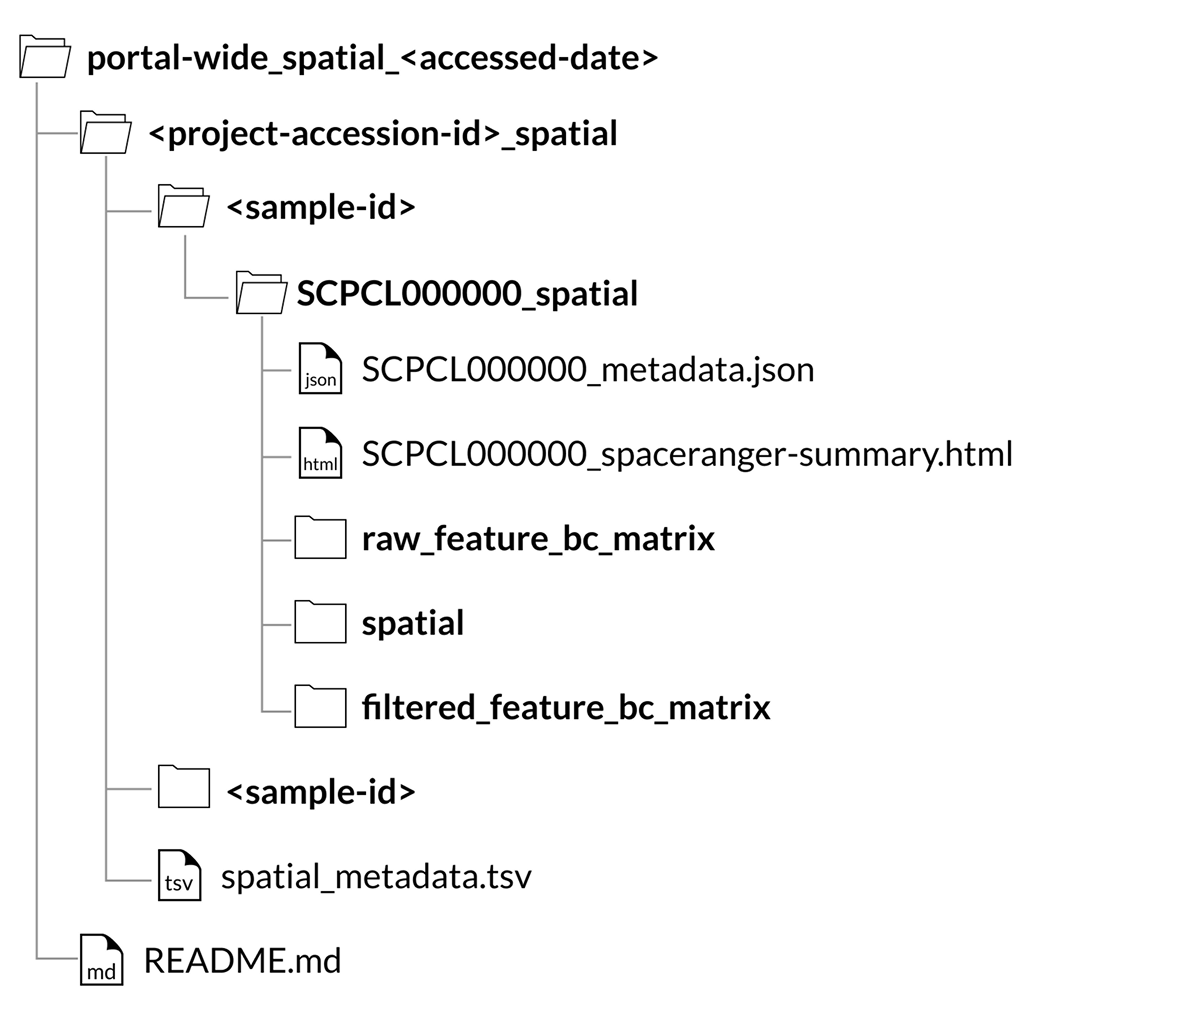 portal-wide_spatial_<accessed-date>
<project-accession-id>_spatial
<sample-id>
SCPCL000000_spatial
json SCPCL000000_metadata.json
html SCPCL000000_spaceranger-summary.html
raw_feature_bc_matrix
spatial
filtered_feature_bc_matrix
<sample-id>
tsv spatial_metadata.tsv
md README.md